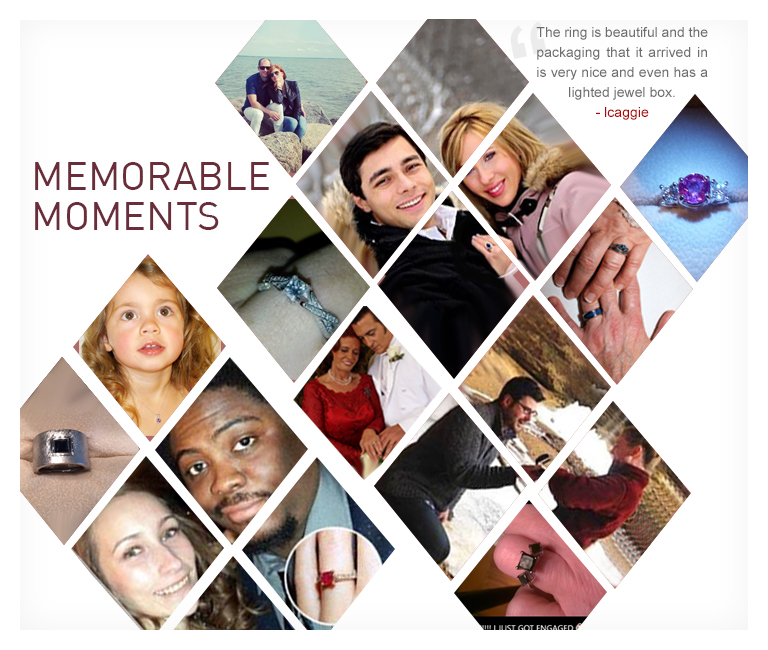 The ring is beautiful and the
packaging that it arrived in
is very nice and even has a
lighted jewel box.
- lcaggie
MEMORABLE
MOMENTS
!!!! I JUST GOT ENGAGED